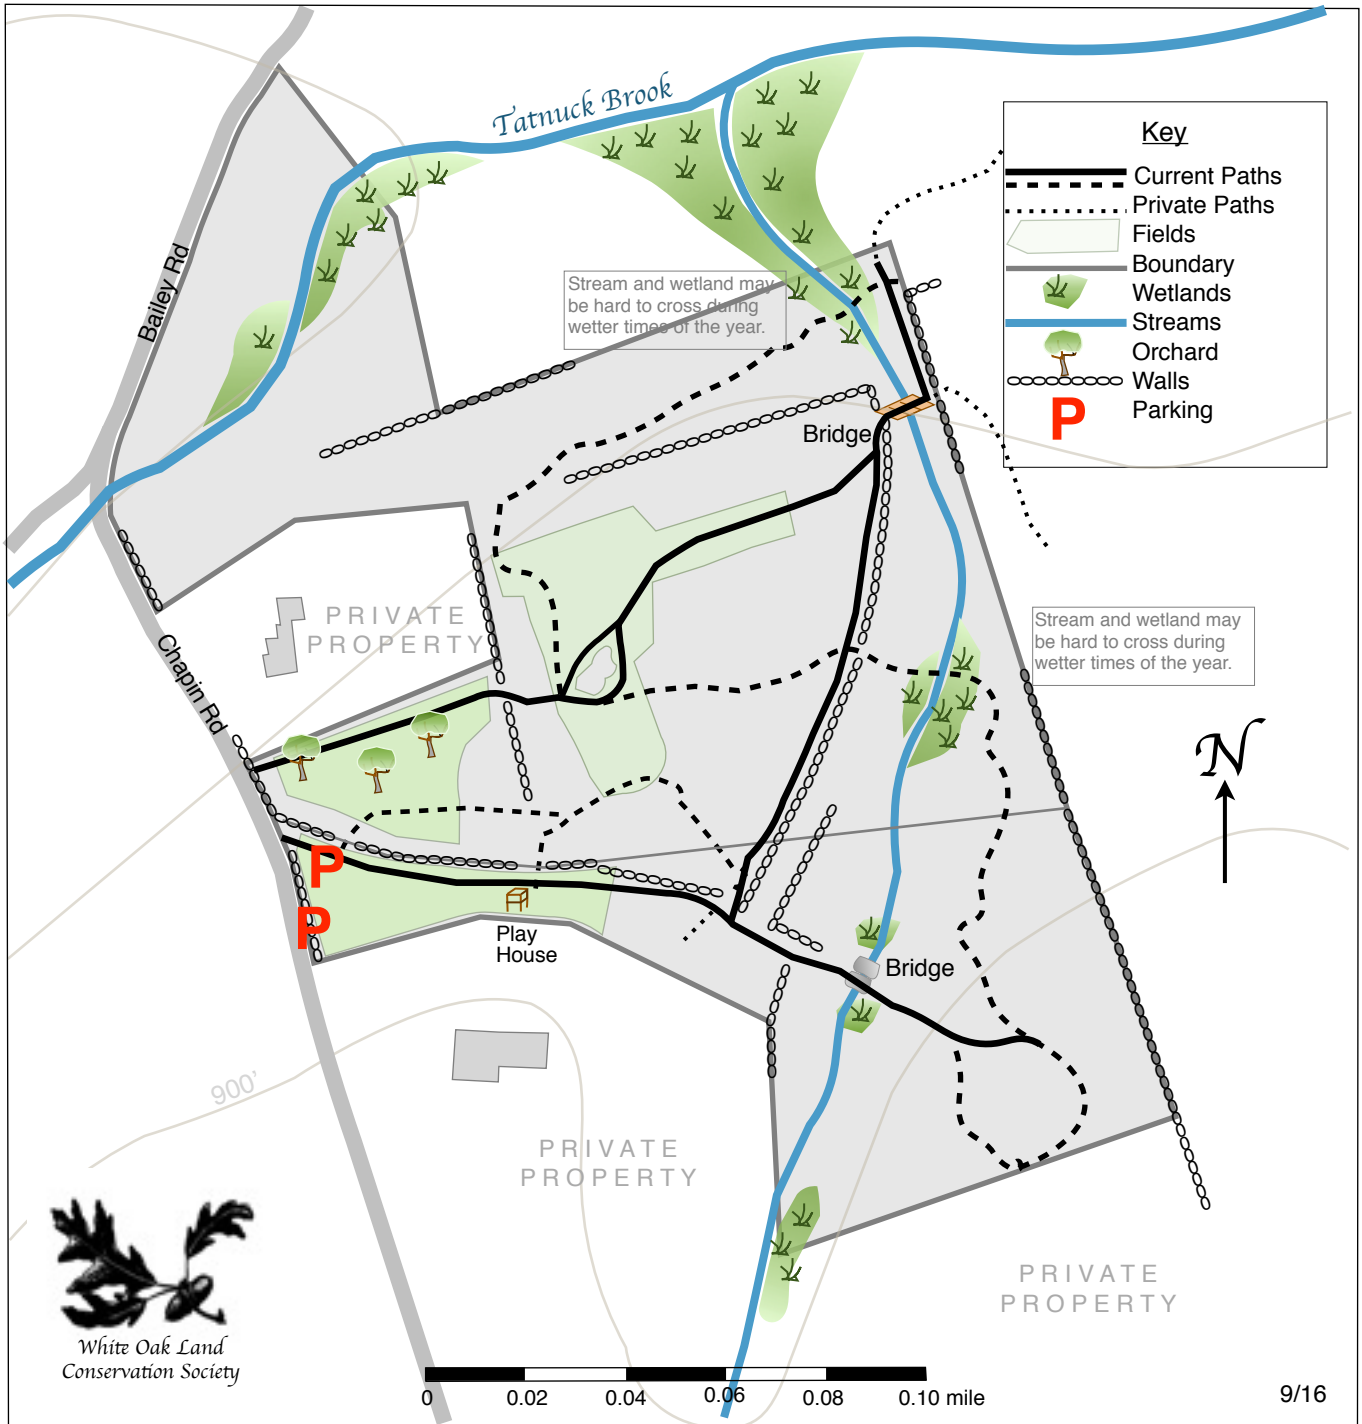 Tatnuck Brook
Key
Current Paths
Private Paths
Fields
Boundary
Wetlands
Streams
Orchard
Walls
P
Parking
Bailey Rd
Stream and wetland may
be hard to cross during
wetter times of the year.
Bridge
PRIVATE
PROPERTY
Stream and wetland may
be hard to cross during
wetter times of the year.
Chapin Rd
N
P
P
Play
House
Bridge
900'
PRIVATE
PROPERTY
PRIVATE
PROPERTY
White Oak Land
Conservation Society
0 0.02 0.04 0.06 0.08 0.10 mile
9/16